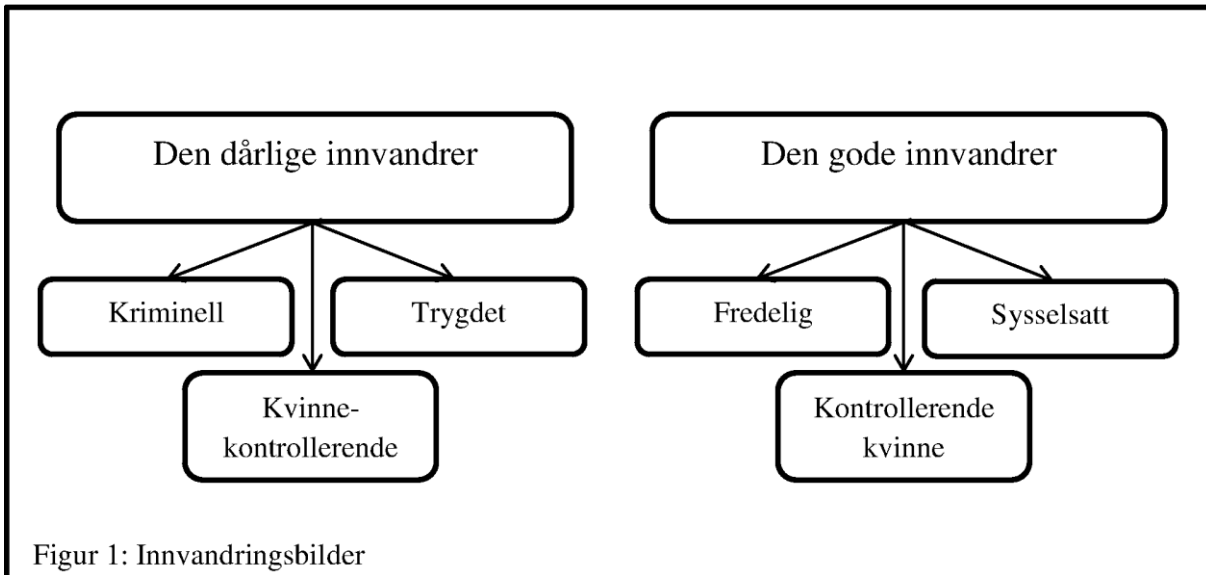 Den dårlige innvandrer
Den gode innvandrer
Kriminell
Trygdet
Fredelig
Sysselsatt
Kvinne-
kontrollerende
Kontrollerende
kvinne
Figur 1: Innvandringsbilder